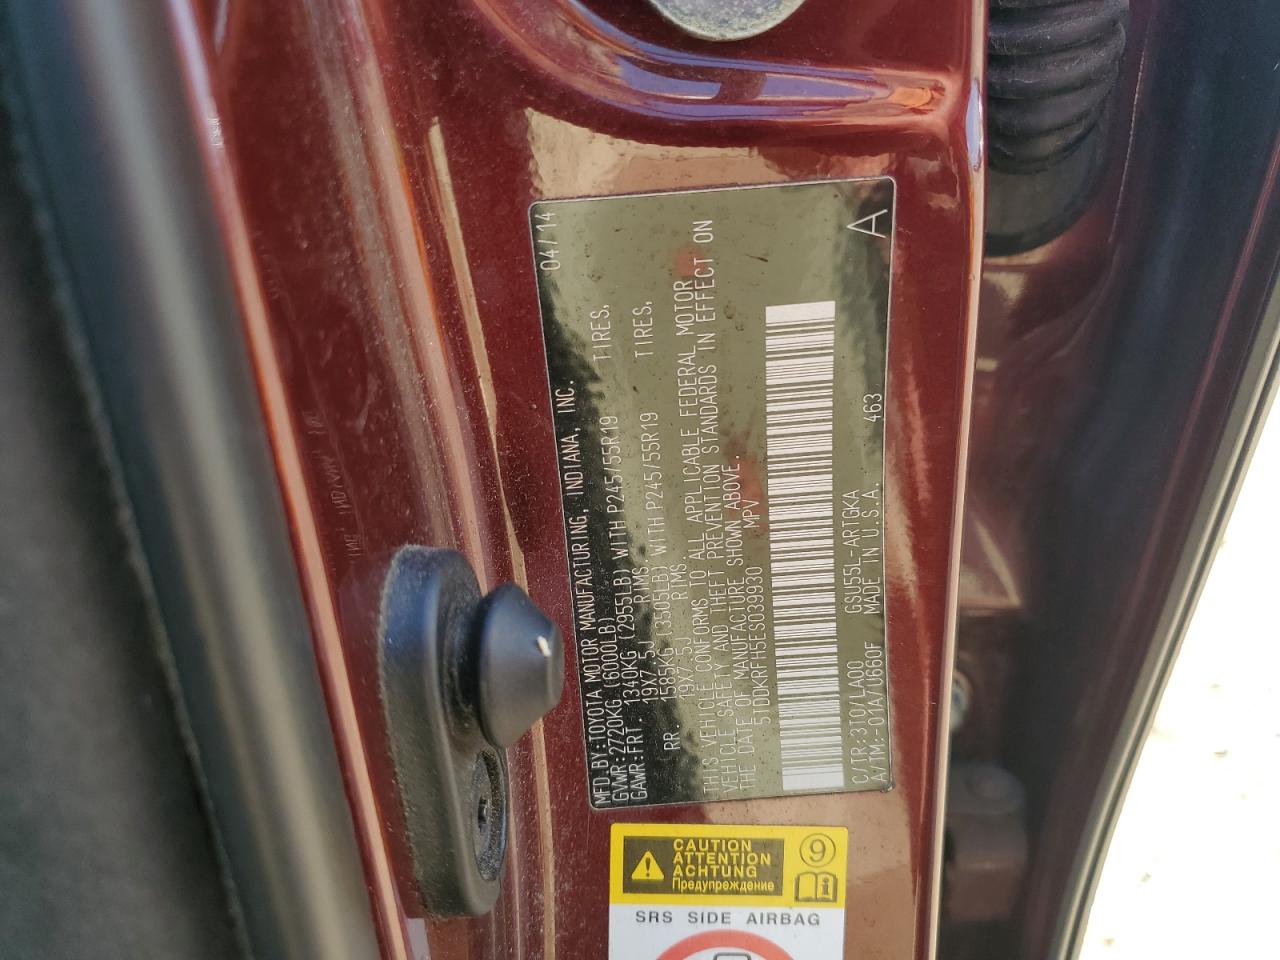 MFD.BY:TOYOTA MOTOR MANUFACTURING, INDIANA, INC. 04/14
GVWR:2720KG(6000LB)
GAWR:FRT. 1340KG (2955LB) WITH P245/55R19 TIRES,
19X7.5J RIMS.
RR. 1585KG (3505LB) WITH P245/55R19 TIRES,
19X7.5J RIMS.
THIS VEHICLE CONFORMS TO ALL APPLICABLE FEDERAL MOTOR
VEHICLE SAFETY AND THEFT PREVENTION STANDARDS IN EFFECT ON
THE DATE OF MANUFACTURE SHOWN ABOVE.
5TDDKRFH5ES039930 MPV
C/TR:3T0/LA00 GSU55L-ARTGKA 463
A/TM:-01A/U660F MADE IN U.S.A. A
CAUTION
ATTENTION
ACHTUNG
Предупреждение
9
SRS SIDE AIRBAG